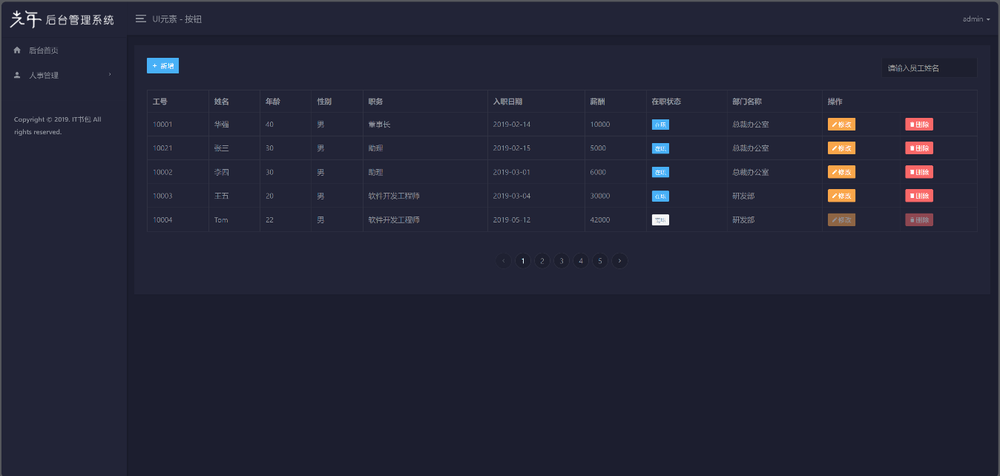 光年 后台管理系统
UI元素 - 按钮
admin
后台首页
人事管理
Copyright © 2019. IT书包 All
rights reserved.
+ 新增
请输入员工姓名
工号 姓名 年龄 性别 职务 入职日期 薪酬 在职状态 部门名称 操作
10001 华强 40 男 董事长 2019-02-14 10000 在职 总裁办公室 修改 删除
10021 张三 30 男 助理 2019-02-15 5000 在职 总裁办公室 修改 删除
10002 李四 30 男 助理 2019-03-01 6000 在职 总裁办公室 修改 删除
10003 王五 20 男 软件开发工程师 2019-03-04 30000 在职 研发部 修改 删除
10004 Tom 22 男 软件开发工程师 2019-05-12 42000 离职 研发部 修改 删除
‹ 1 2 3 4 5 ›